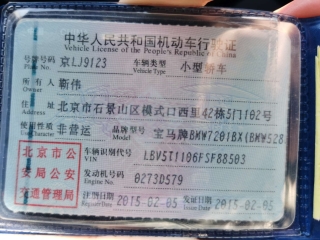 中华人民共和国机动车行驶证
Vehicle License of the People's Republic of China
号牌号码 京LJ9123 车辆类型 小型轿车
Plate No. Vehicle Type
所有人 靳伟
Owner
住址 北京市石景山区模式口西里42栋5门102号
Address
使用性质 非营运 品牌型号 宝马牌BMW7201BX(BMW528
北京市公安局公安交通管理局
车辆识别代号 LBV5T1106FSF88503
VIN
发动机号码 0273D579
Engine No.
注册日期 2015-02-05 发证日期 2015-02-05
Register Date Issue Date